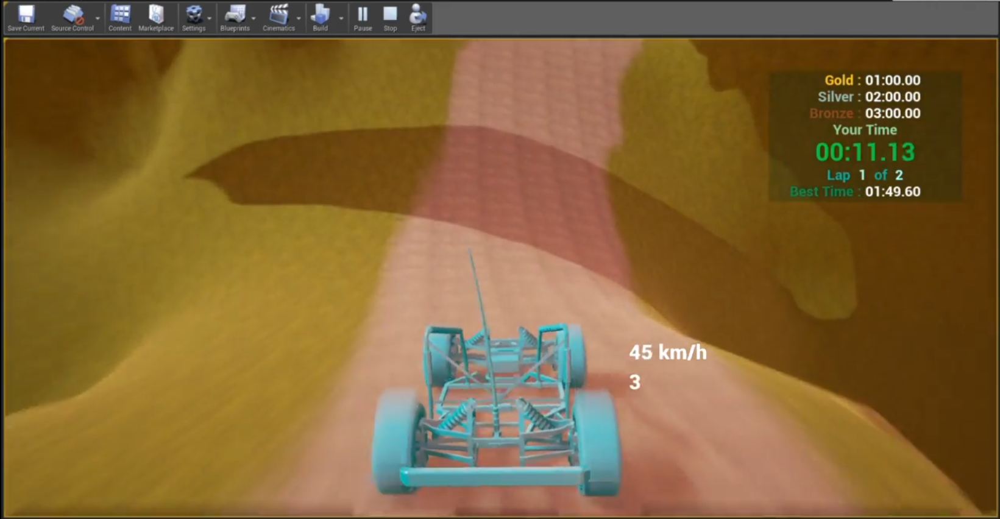 Save Current Source Control Content Marketplace Settings Blueprints Cinematics Build Pause Stop Eject
Gold : 01:00.00
Silver : 02:00.00
Bronze : 03:00.00
Your Time
00:11.13
Lap 1 of 2
Best Time : 01:49.60
45 km/h
3